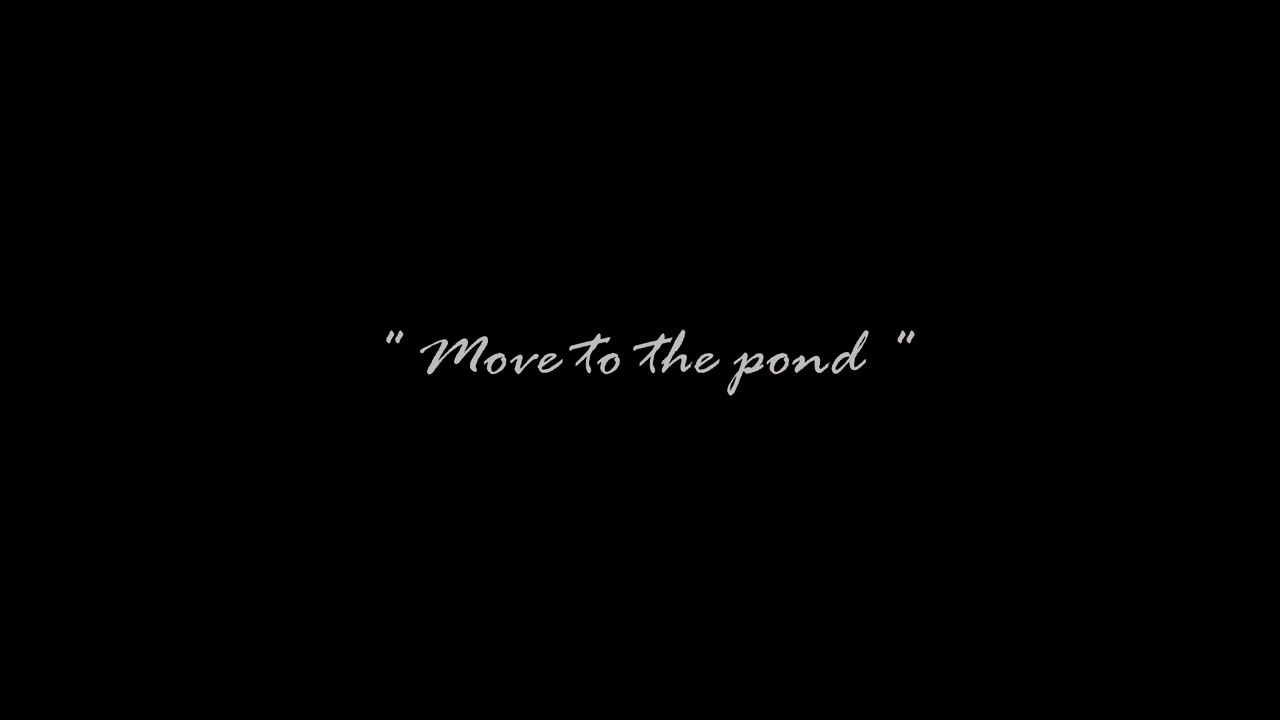 " Move to the pond "